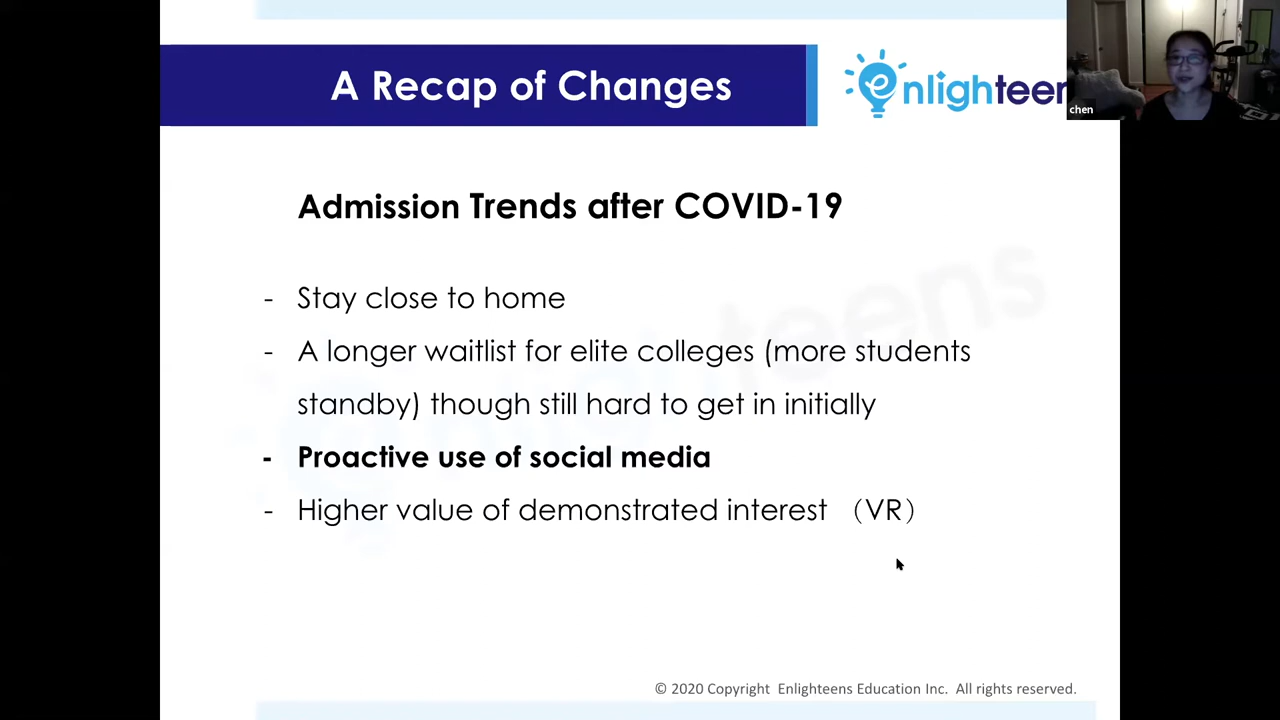 A Recap of Changes
enlighteen
chen
Admission Trends after COVID-19
- Stay close to home
- A longer waitlist for elite colleges (more students
standby) though still hard to get in initially
- Proactive use of social media
- Higher value of demonstrated interest （VR）
enlighteens
© 2020 Copyright Enlighteens Education Inc. All rights reserved.